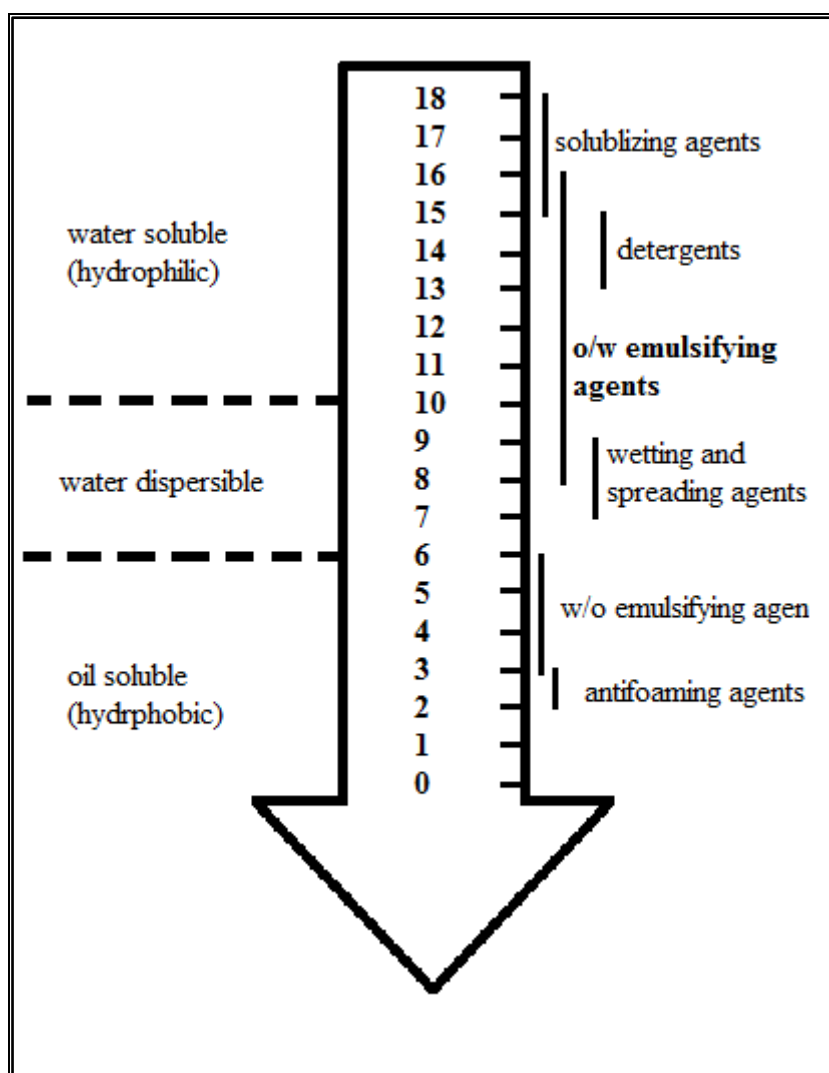 18
17
solublizing agents
16
15
water soluble
(hydrophilic)
14
detergents
13
12
o/w emulsifying
agents
11
10
9
wetting and
spreading agents
water dispersible
8
7
6
5
w/o emulsifying agen
4
3
oil soluble
(hydrphobic)
antifoaming agents
2
1
0